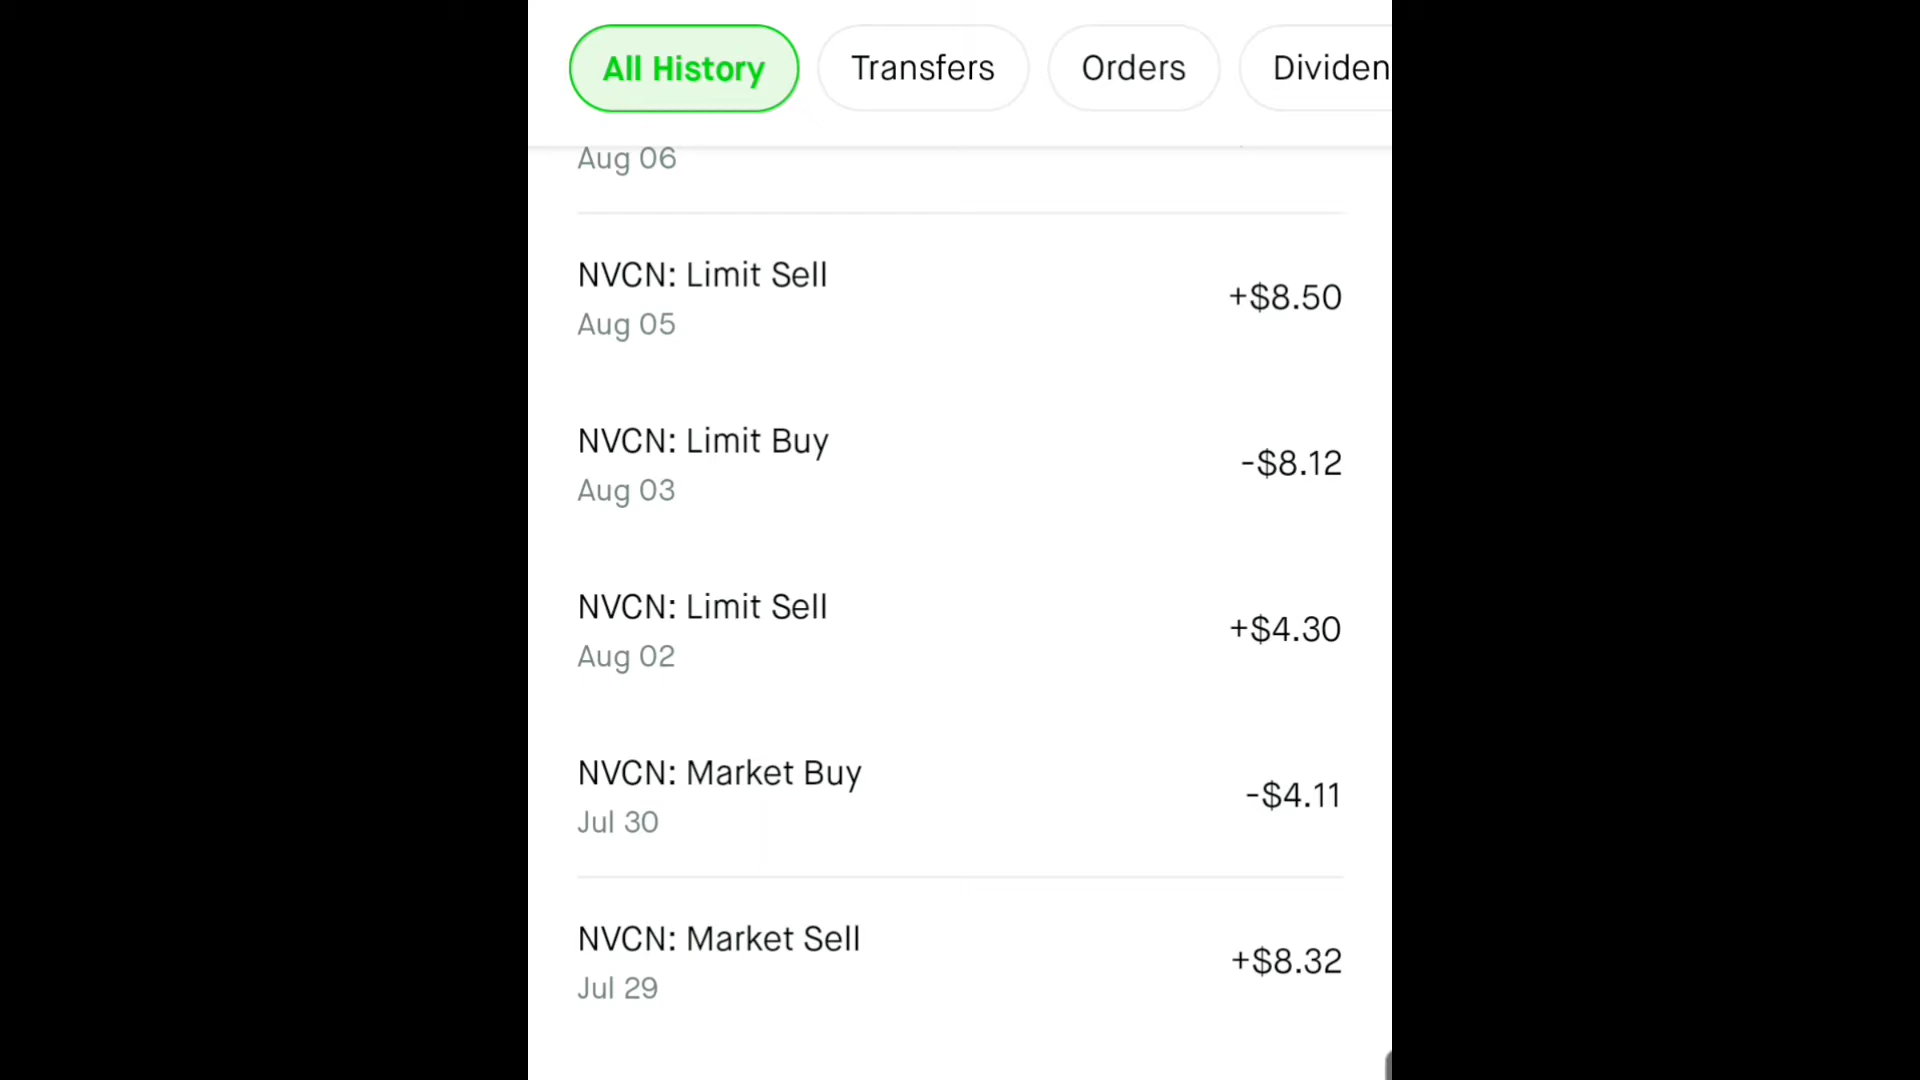 All History
Transfers
Orders
Dividen
Aug 06
NVCN: Limit Sell
+$8.50
Aug 05
NVCN: Limit Buy
-$8.12
Aug 03
NVCN: Limit Sell
+$4.30
Aug 02
NVCN: Market Buy
-$4.11
Jul 30
NVCN: Market Sell
+$8.32
Jul 29